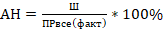 АН = Ш / ПРвсе(факт) * 100%